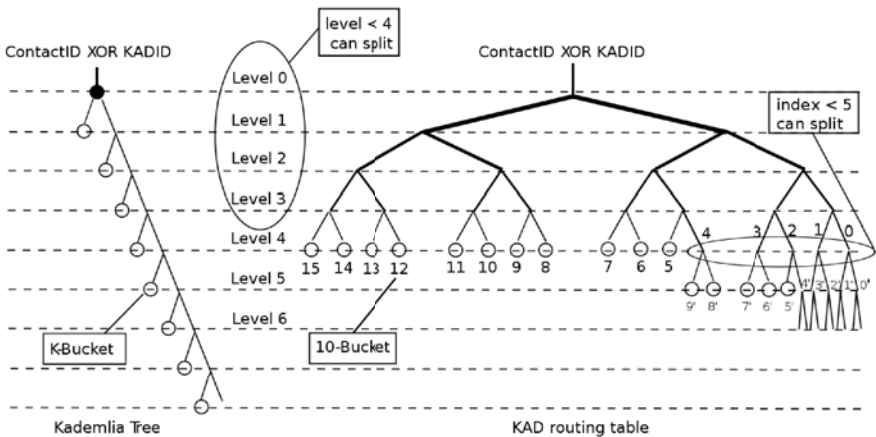 level < 4
can split
ContactID XOR KADID
ContactID XOR KADID
Level 0
index < 5
can split
Level 1
Level 2
Level 3
Level 4
4 3 2 1 0
15 14 13 12 11 10 9 8 7 6 5
Level 5
4' 3' 2' 1' 0'
9' 8' 7' 6' 5'
Level 6
K-Bucket
10-Bucket
Kademlia Tree
KAD routing table